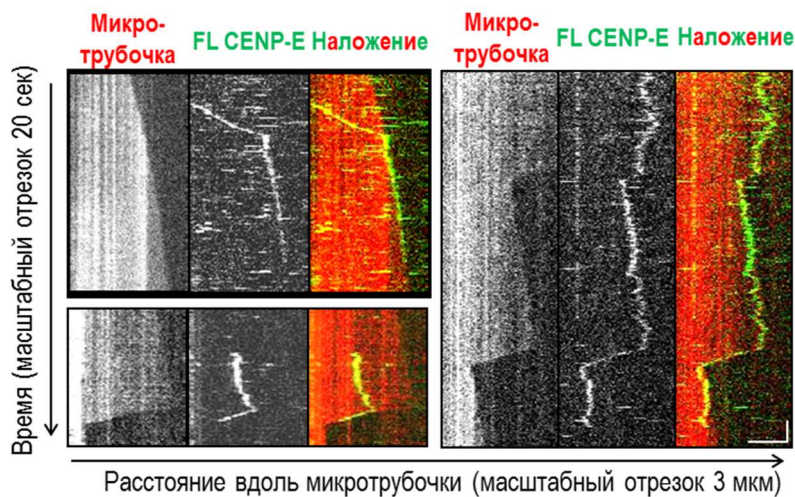 Микро-
трубочка
FL CENP-E Наложение
Микро-
трубочка
FL CENP-E Наложение
Время (масштабный отрезок 20 сек)
Расстояние вдоль микротрубочки (масштабный отрезок 3 мкм)